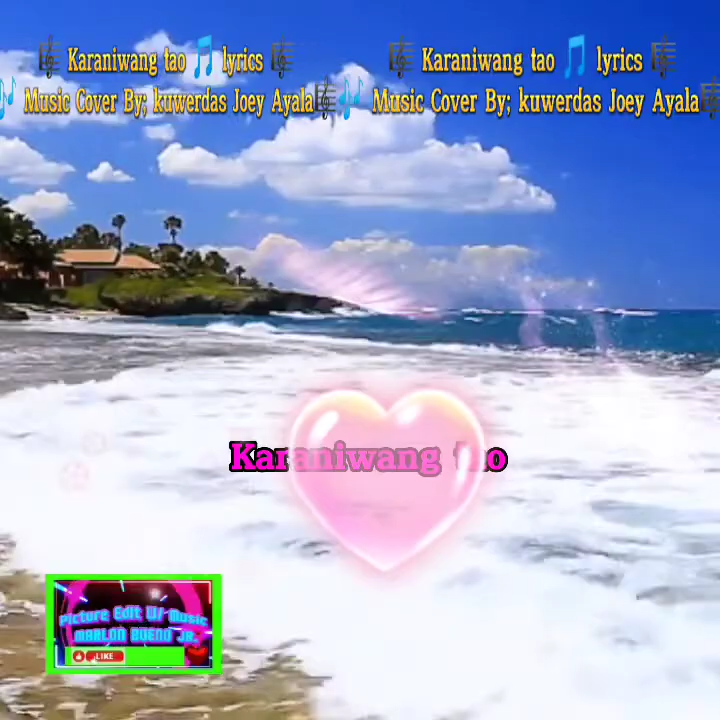 🎼 Karaniwang tao 🎵 lyrics 🎼 🎼 Karaniwang tao 🎵 lyrics 🎼
🎶 Music Cover By; kuwerdas Joey Ayala🎼🎶 Music Cover By; kuwerdas Joey Ayala🎼
Karaniwang tao
Picture Edit W/ Music
MARLON BUENO JR.
LIKE